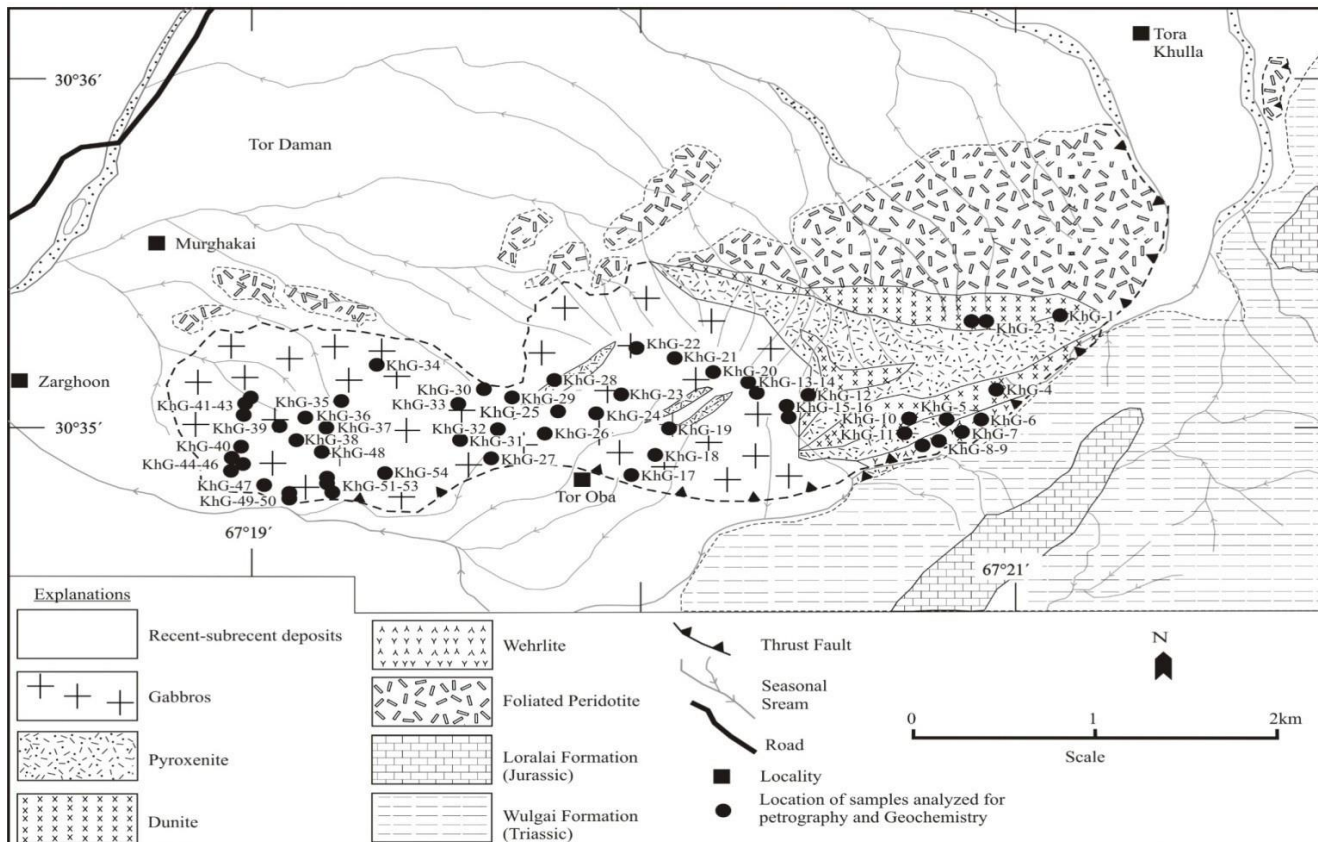 Tora
Khulla
30°36′
Tor Daman
Murghakai
KhG-1
KhG-2-3
KhG-22
KhG-34
KhG-21
KhG-20
Zarghoon
KhG-30
KhG-28
KhG-13-14
KhG-4
KhG-41-43
KhG-35
KhG-33
KhG-29
KhG-23
KhG-12
KhG-36
KhG-25
KhG-24
KhG-15-16
KhG-10
KhG-5
KhG-6
30°35′
KhG-39
KhG-37
KhG-32
KhG-26
KhG-19
KhG-11
KhG-7
KhG-40
KhG-38
KhG-31
KhG-48
KhG-27
KhG-18
KhG-8-9
KhG-44-46
KhG-54
KhG-17
KhG-47
KhG-51-53
Tor Oba
KhG-49-50
67°19′
67°21′
Explanations
Recent-subrecent deposits
Gabbros
Pyroxenite
Dunite
Wehrlite
Foliated Peridotite
Loralai Formation
(Jurassic)
Wulgai Formation
(Triassic)
Thrust Fault
Seasonal
Sream
Road
Locality
Location of samples analyzed for
petrography and Geochemistry
N
0 1 2km
Scale